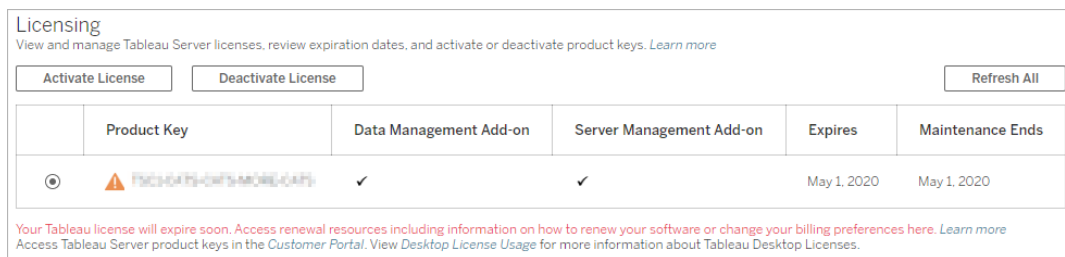 Licensing
View and manage Tableau Server licenses, review expiration dates, and activate or deactivate product keys. Learn more
Activate License Deactivate License Refresh All
Product Key Data Management Add-on Server Management Add-on Expires Maintenance Ends
May 1, 2020 May 1, 2020
Your Tableau license will expire soon. Access renewal resources including information on how to renew your software or change your billing preferences here. Learn more
Access Tableau Server product keys in the Customer Portal. View Desktop License Usage for more information about Tableau Desktop Licenses.